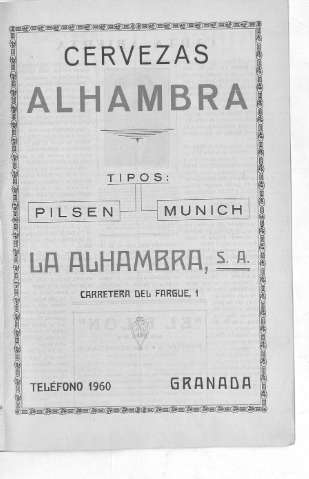 CERVEZAS
ALHAMBRA
TIPOS:
PILSEN MUNICH
LA ALHAMBRA, S. A.
CARRETERA DEL FARGUE, 1
TELÉFONO 1960 GRANADA